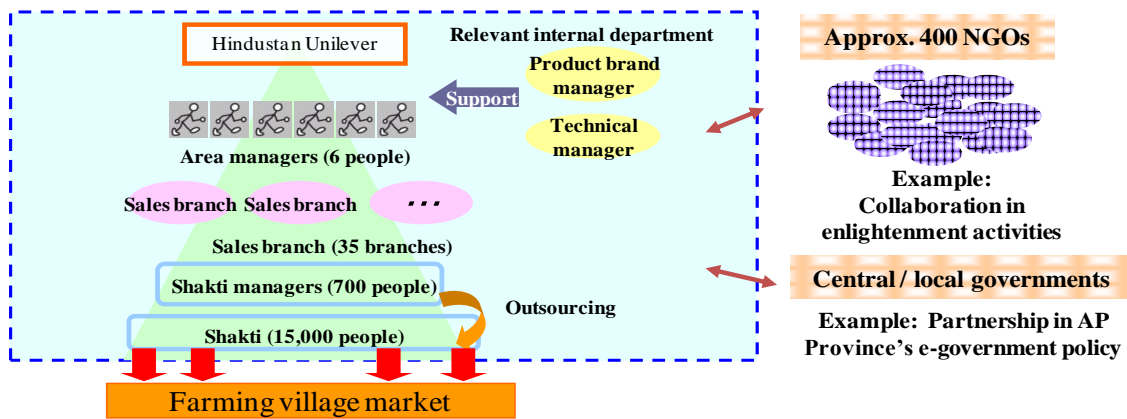 Hindustan Unilever
Relevant internal department
Product brand
manager
Support
Technical
manager
Area managers (6 people)
Sales branch
Sales branch
...
Sales branch (35 branches)
Shakti managers (700 people)
Outsourcing
Shakti (15,000 people)
Farming village market
Approx. 400 NGOs
Example:
Collaboration in
enlightenment activities
Central / local governments
Example: Partnership in AP
Province's e-government policy